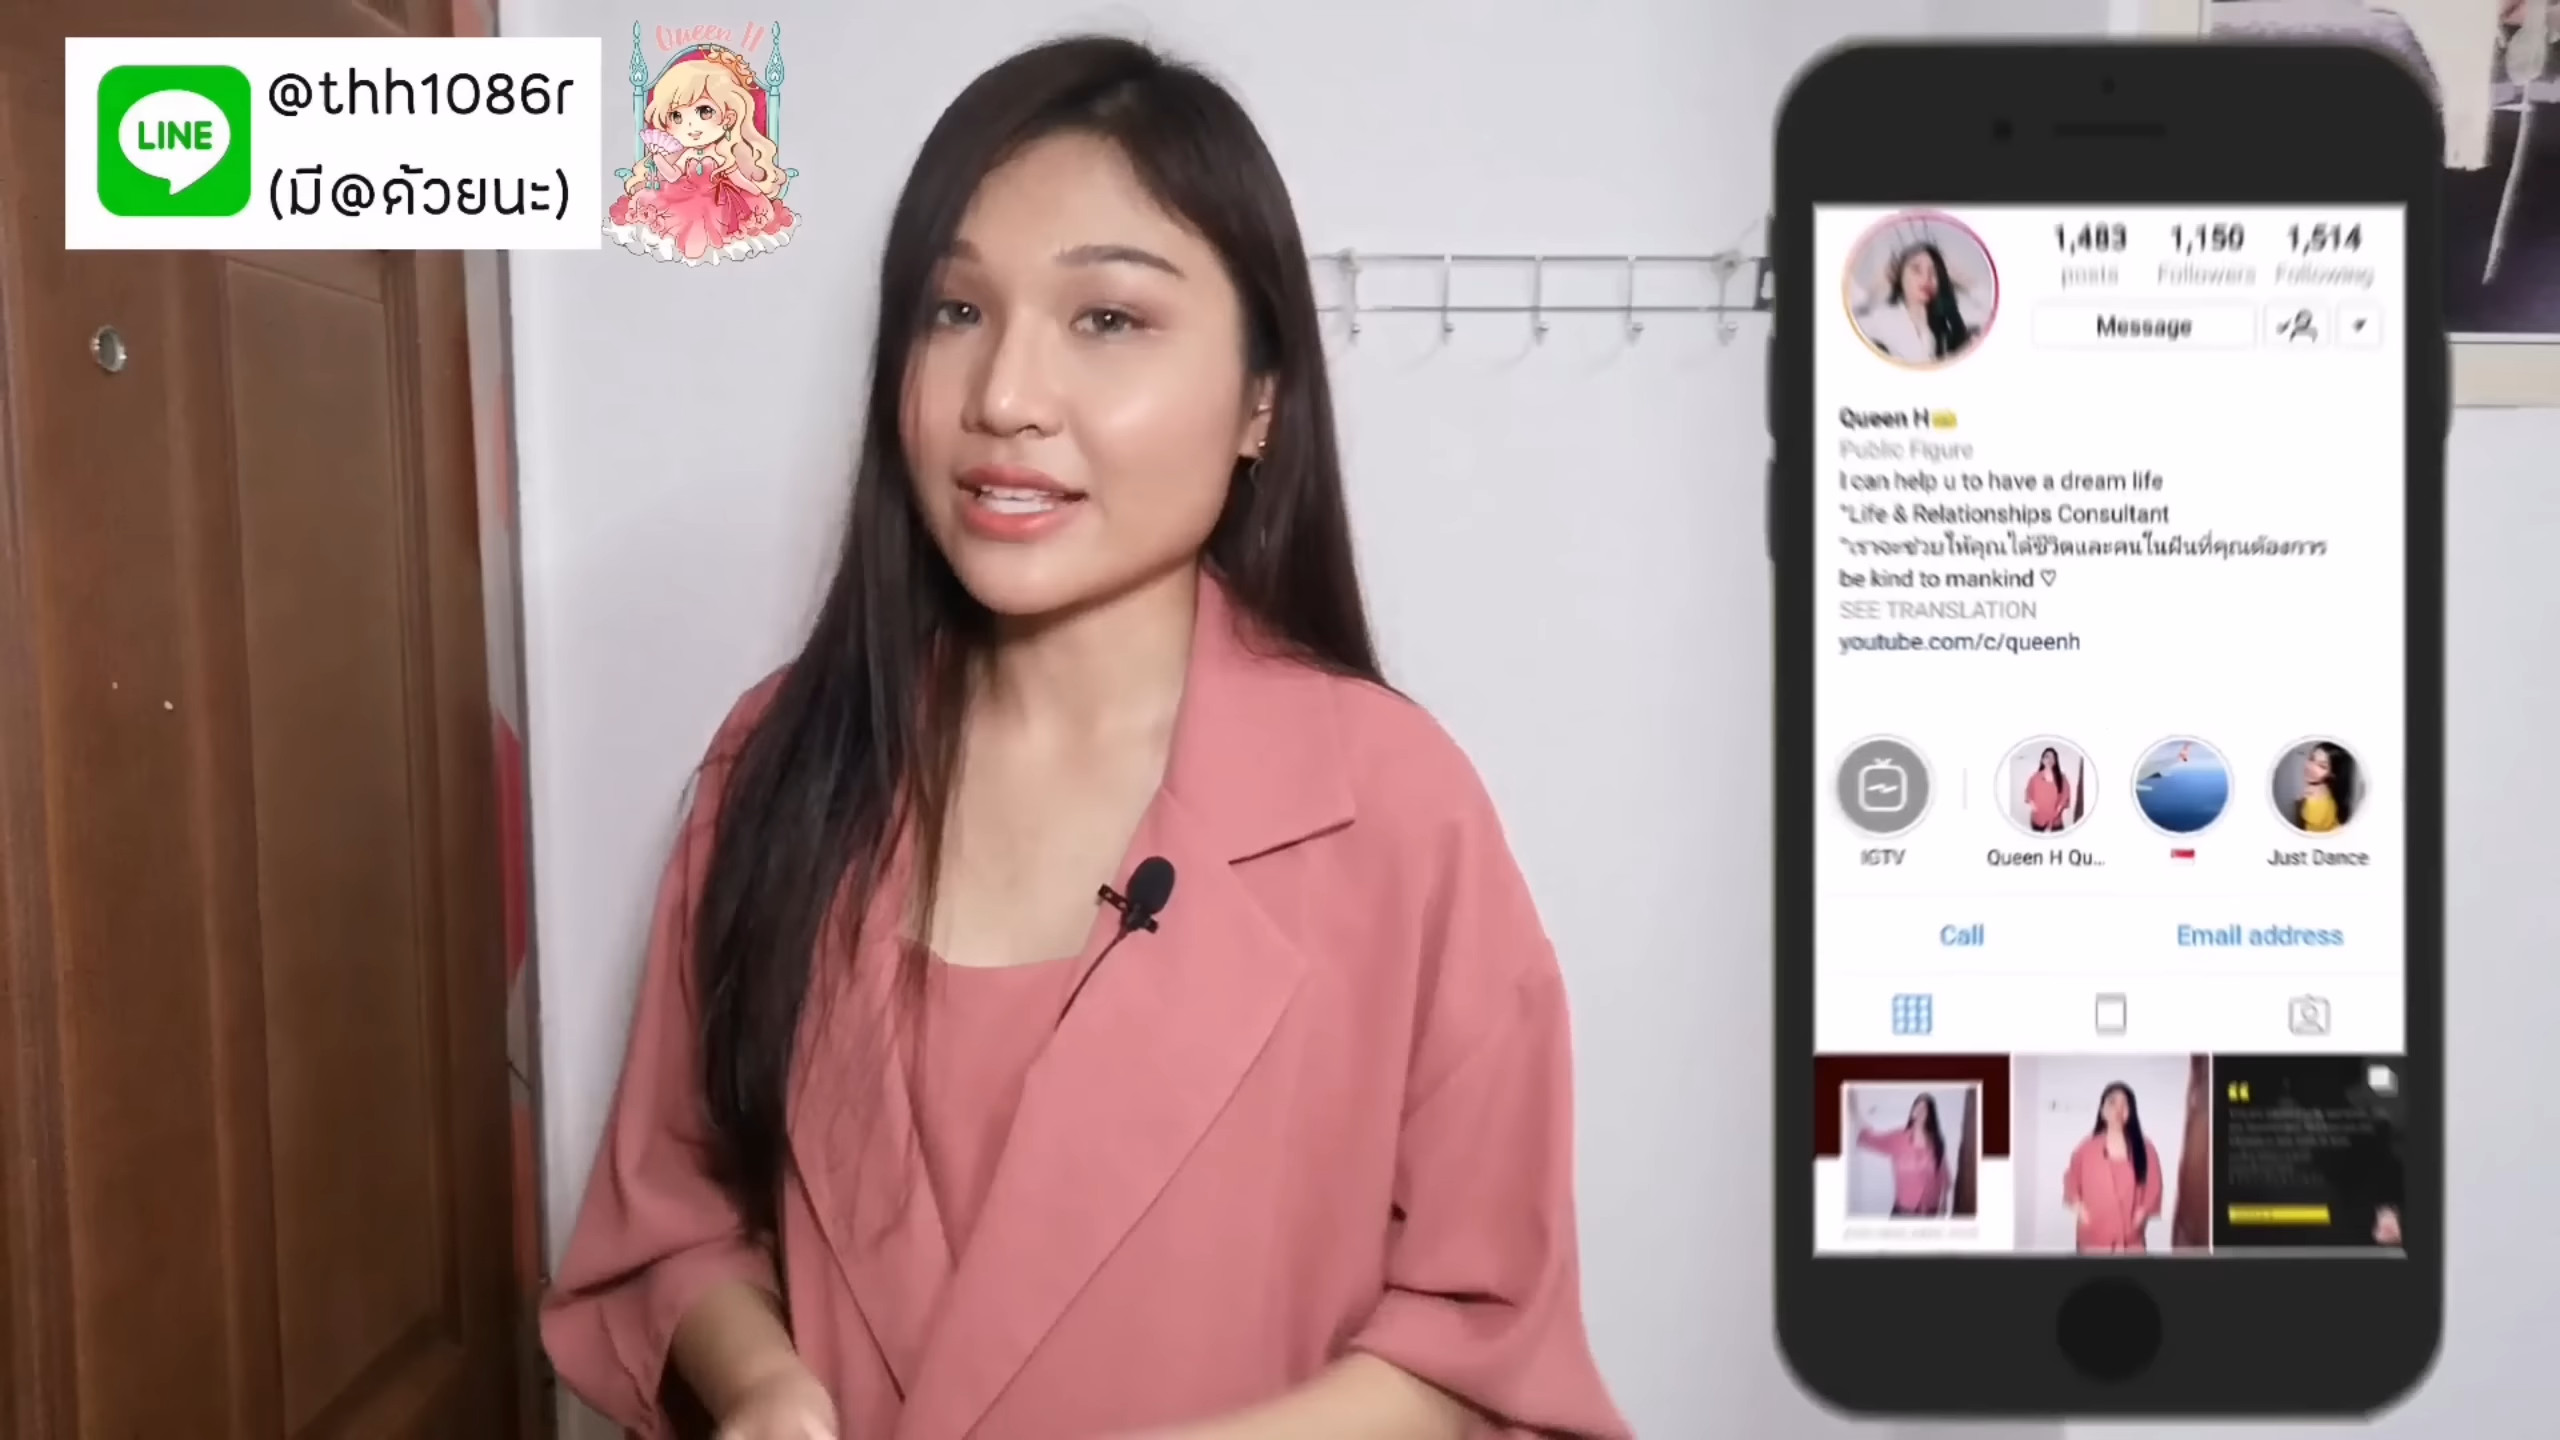 LINE
@thh1086r
(มี@ด้วยนะ)
Queen H
1,483 1,150 1,514
posts Followers Following
Message
Queen H
Public Figure
I can help u to have a dream life
*Life & Relationships Consultant
*เราจะช่วยให้คุณได้ชีวิตและคนในฝันที่คุณต้องการ
be kind to mankind ♡
SEE TRANSLATION
youtube.com/c/queenh
IGTV
Queen H Qu...
Just Dance
Call
Email address